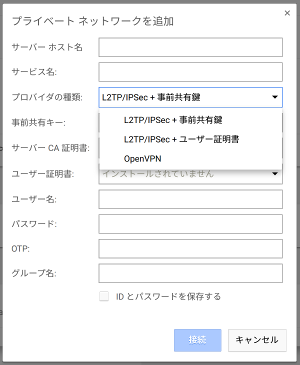 プライベート ネットワークを追加
×
サーバー ホスト名
サービス名:
プロバイダの種類: L2TP/IPSec + 事前共有鍵
事前共有キー:
L2TP/IPSec + 事前共有鍵
L2TP/IPSec + ユーザー証明書
OpenVPN
サーバー CA 証明書:
ユーザー証明書: インストールされていません
ユーザー名:
パスワード:
OTP:
グループ名:
ID とパスワードを保存する
接続 キャンセル